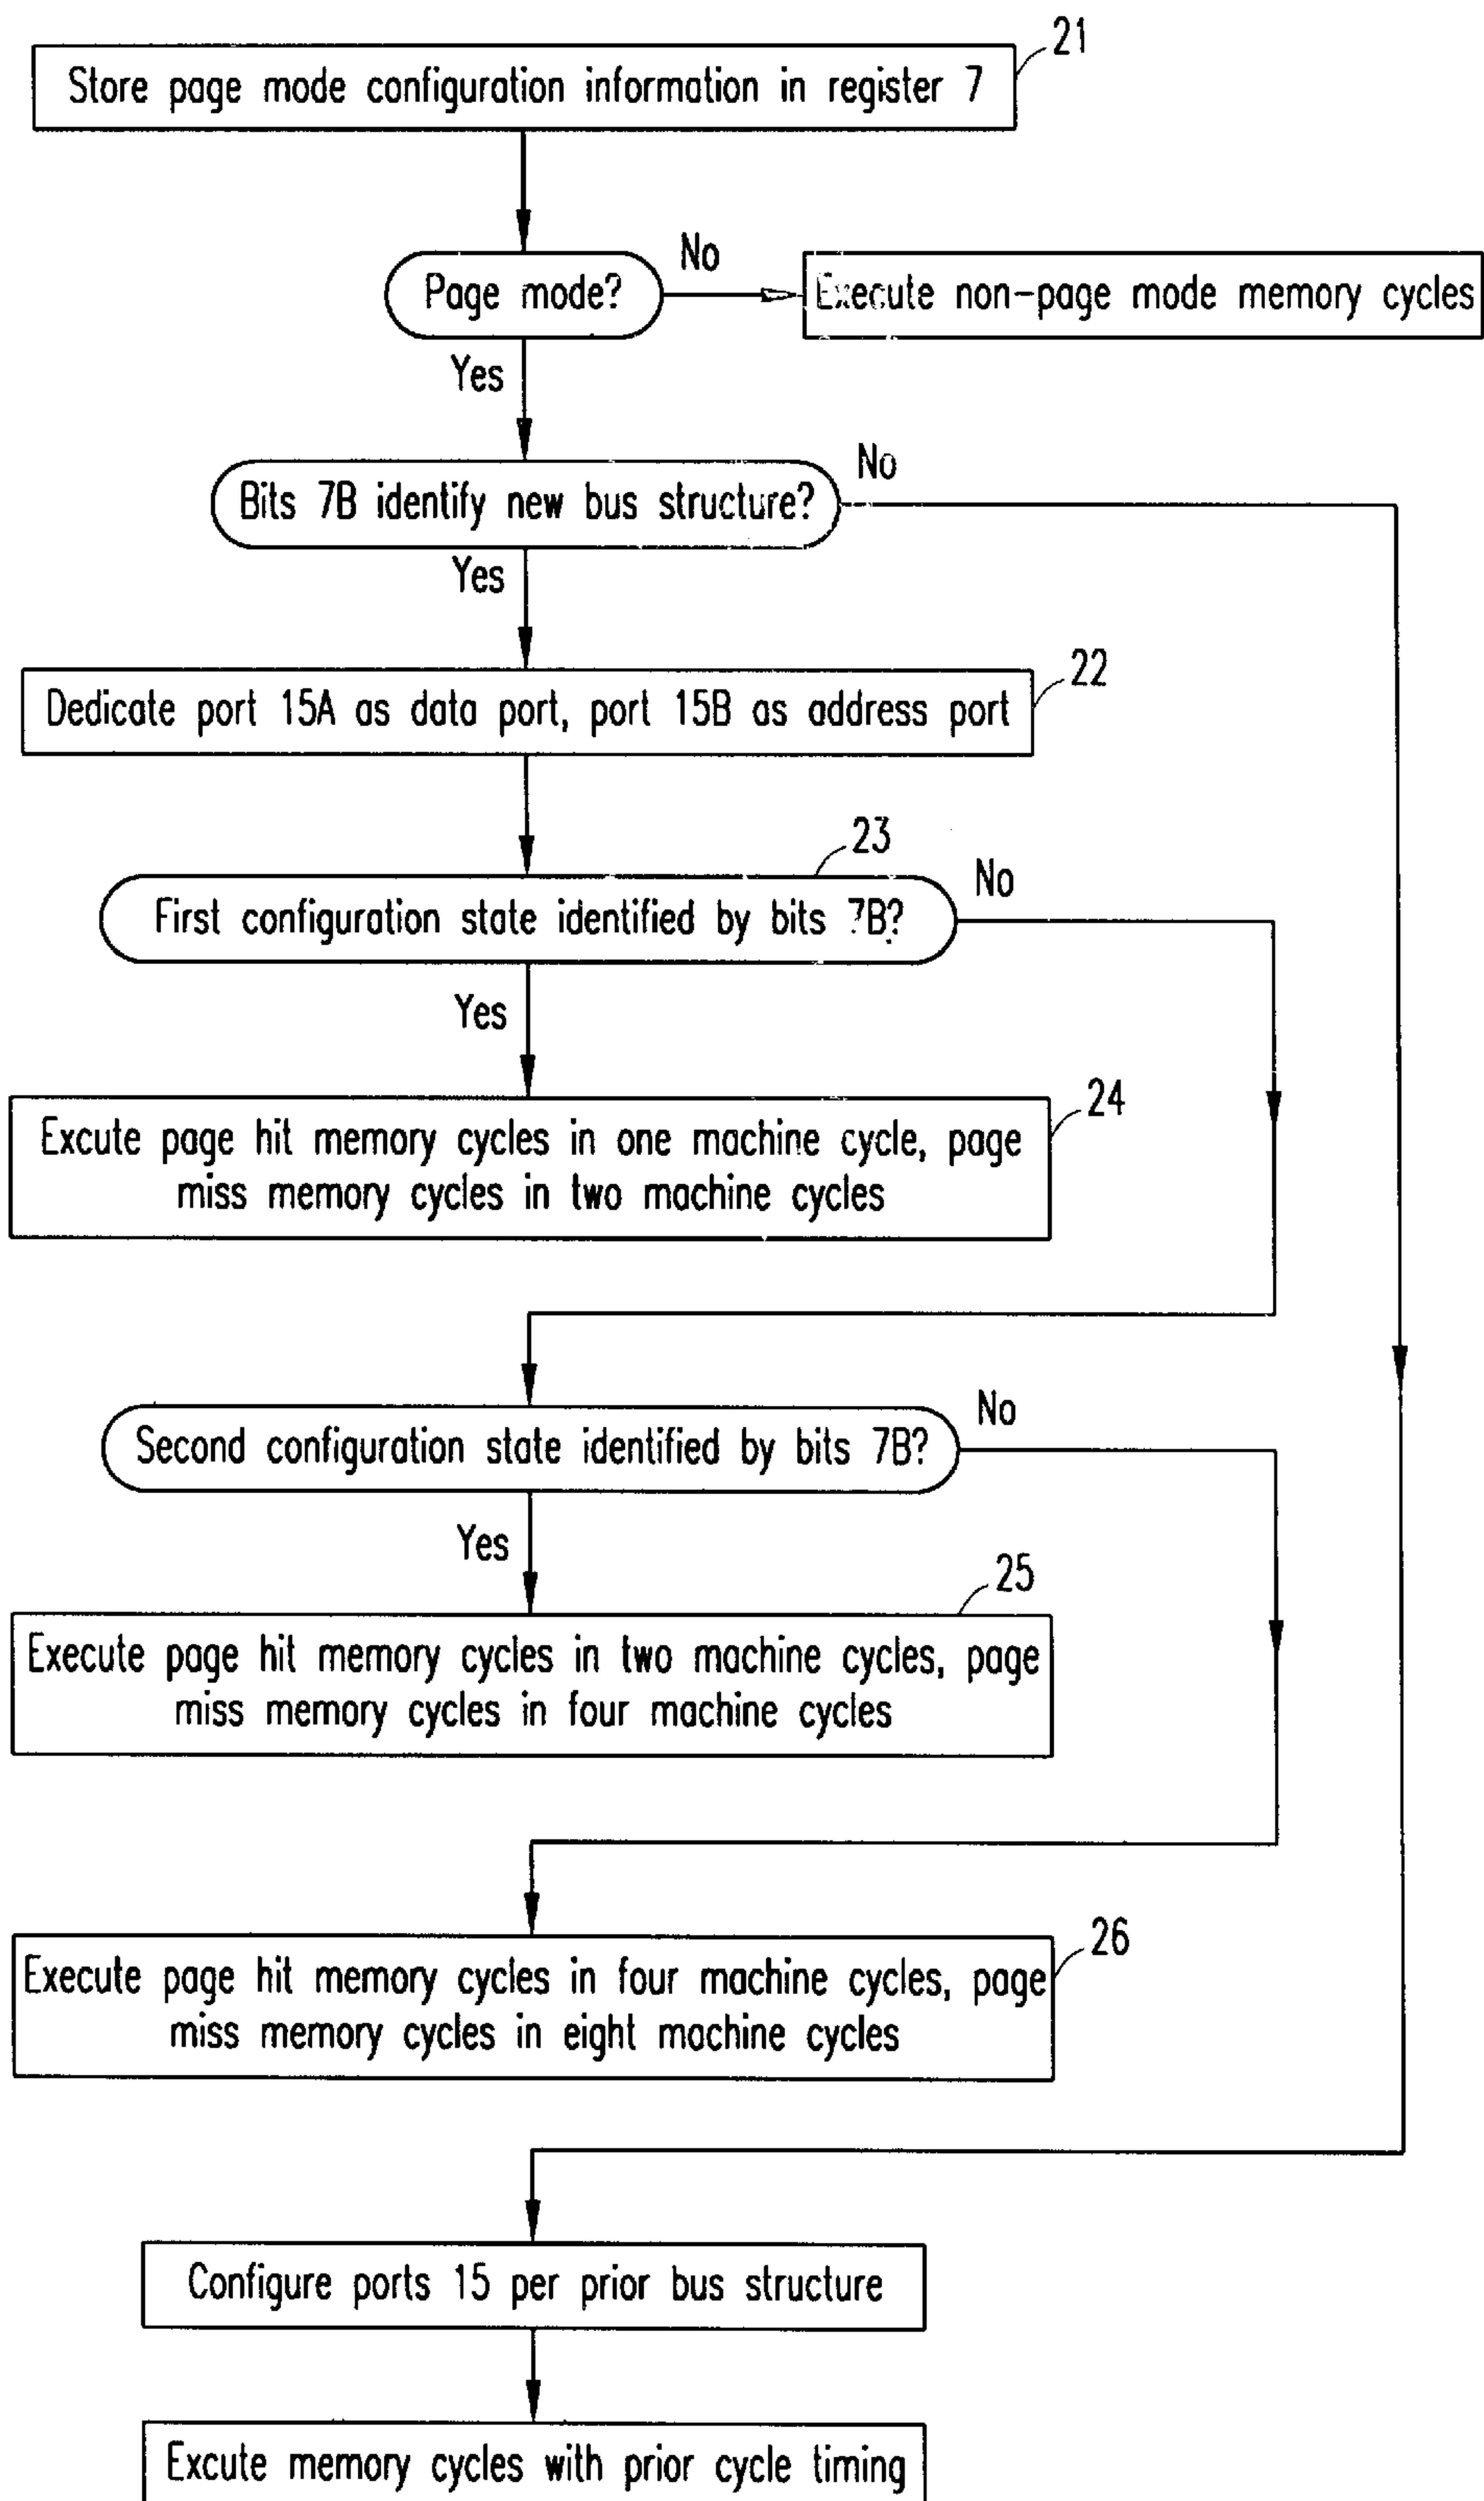 21
Store page mode configuration information in register 7
Page mode?
No
Execute non-page mode memory cycles
Yes
Bits 7B identify new bus structure?
No
Yes
22
Dedicate port 15A as data port, port 15B as address port
23
First configuration state identified by bits 7B?
No
Yes
24
Excute page hit memory cycles in one machine cycle, page
miss memory cycles in two machine cycles
Second configuration state identified by bits 7B?
No
Yes
25
Execute page hit memory cycles in two machine cycles, page
miss memory cycles in four machine cycles
26
Execute page hit memory cycles in four machine cycles, page
miss memory cycles in eight machine cycles
Configure ports 15 per prior bus structure
Excute memory cycles with prior cycle timing